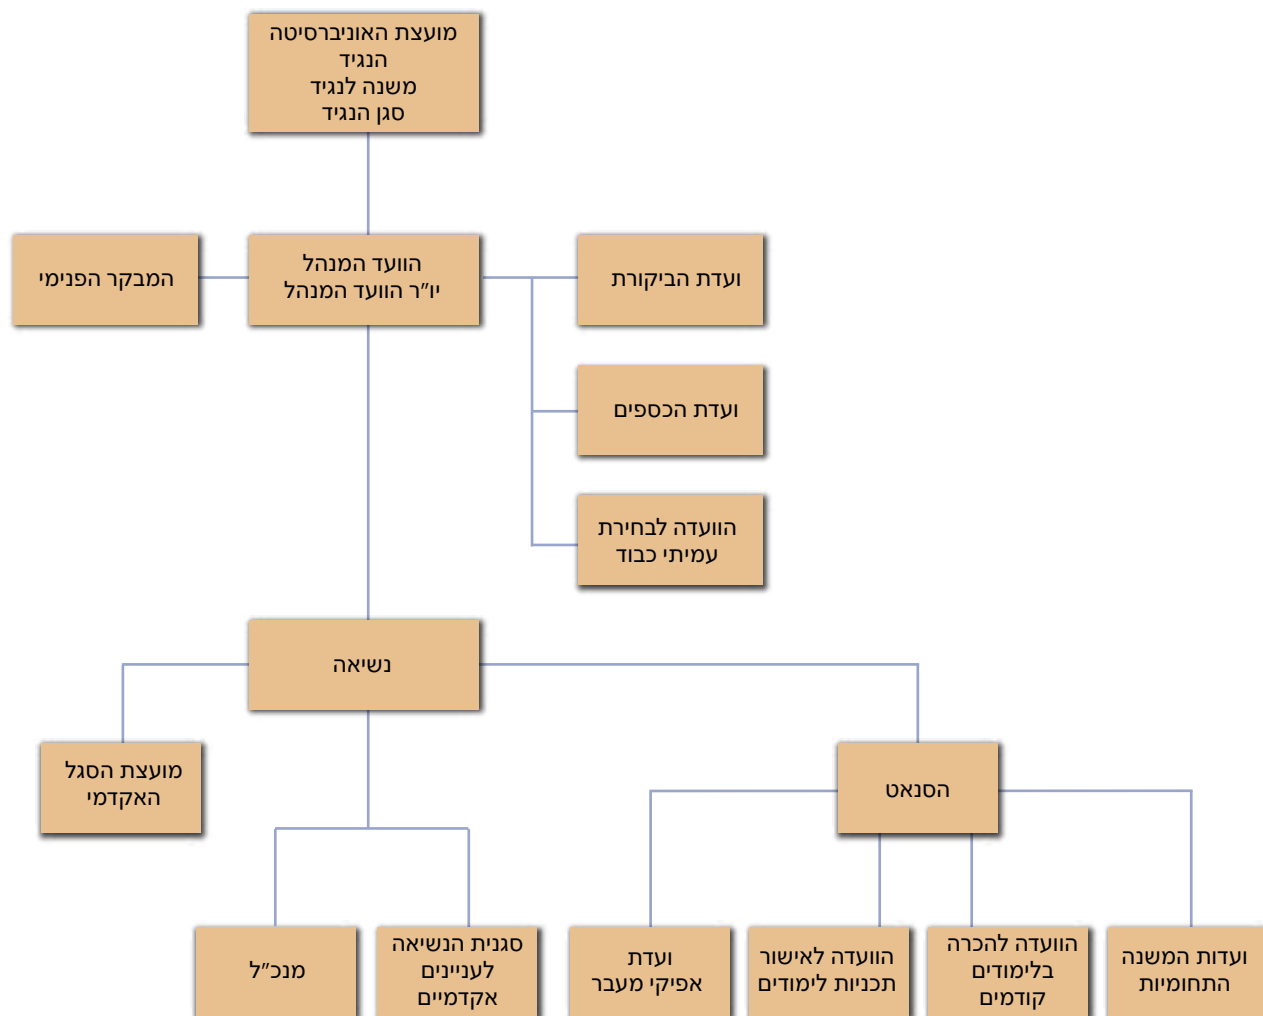 מועצת האוניברסיטה
הנגיד
משנה לנגיד
סגן הנגיד
ועדת הביקורת
הוועד המנהל
יו"ר הוועד המנהל
המבקר הפנימי
ועדת הכספים
הוועדה לבחירת
עמיתי כבוד
נשיאה
הסנאט
מועצת הסגל
האקדמי
ועדות המשנה
התחומיות
הוועדה להכרה
בלימודים
קודמים
הוועדה לאישור
תכניות לימודים
ועדת
אפיקי מעבר
סגנית הנשיאה
לעניינים
אקדמיים
מנכ"ל